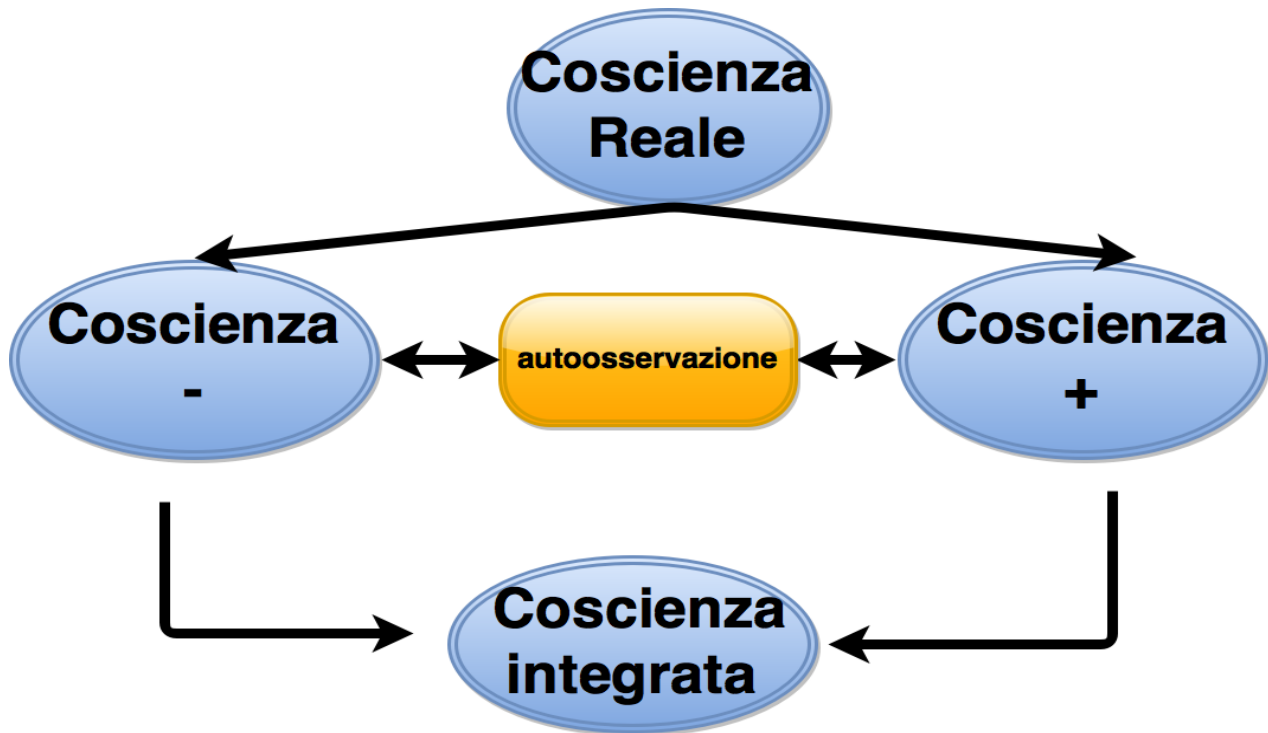 Coscienza
Reale
Coscienza
-
autoosservazione
Coscienza
+
Coscienza
integrata